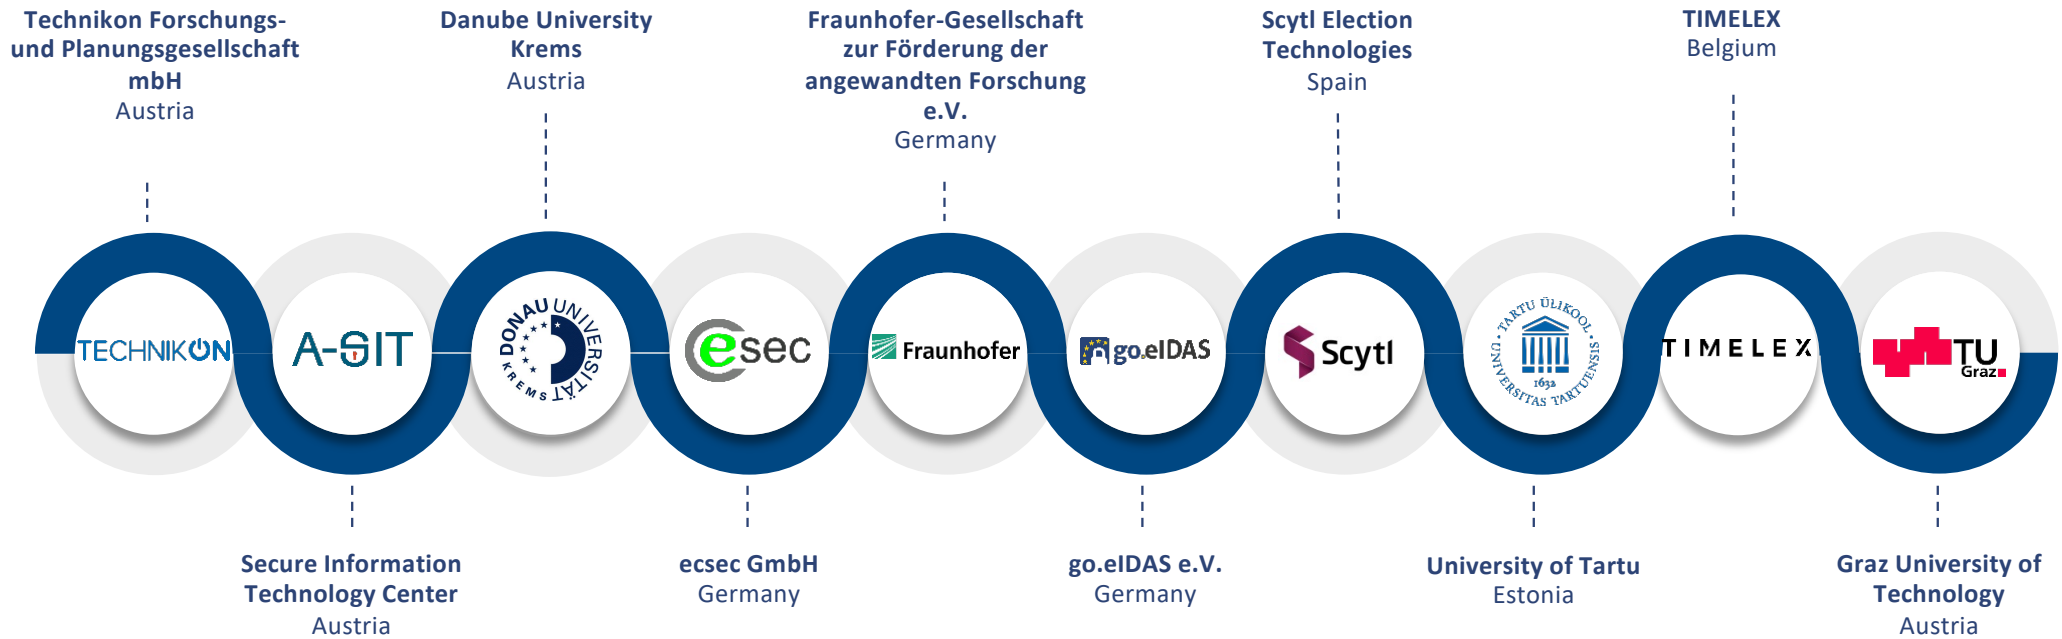 Technikon Forschungs-
und Planungsgesellschaft
mbH
Austria
Danube University
Krems
Austria
Fraunhofer-Gesellschaft
zur Förderung der
angewandten Forschung
e.V.
Germany
Scytl Election
Technologies
Spain
TIMELEX
Belgium
TECHNIKON
A-SIT
DONAU UNIVERSITÄT
KREMS
ecsec
Fraunhofer
go.eIDAS
Scytl
TARTU ÜLIKOOL
UNIVERSITAS TARTUENSIS
1632
TIMELEX
TU
Graz
Secure Information
Technology Center
Austria
ecsec GmbH
Germany
go.eIDAS e.V.
Germany
University of Tartu
Estonia
Graz University of
Technology
Austria